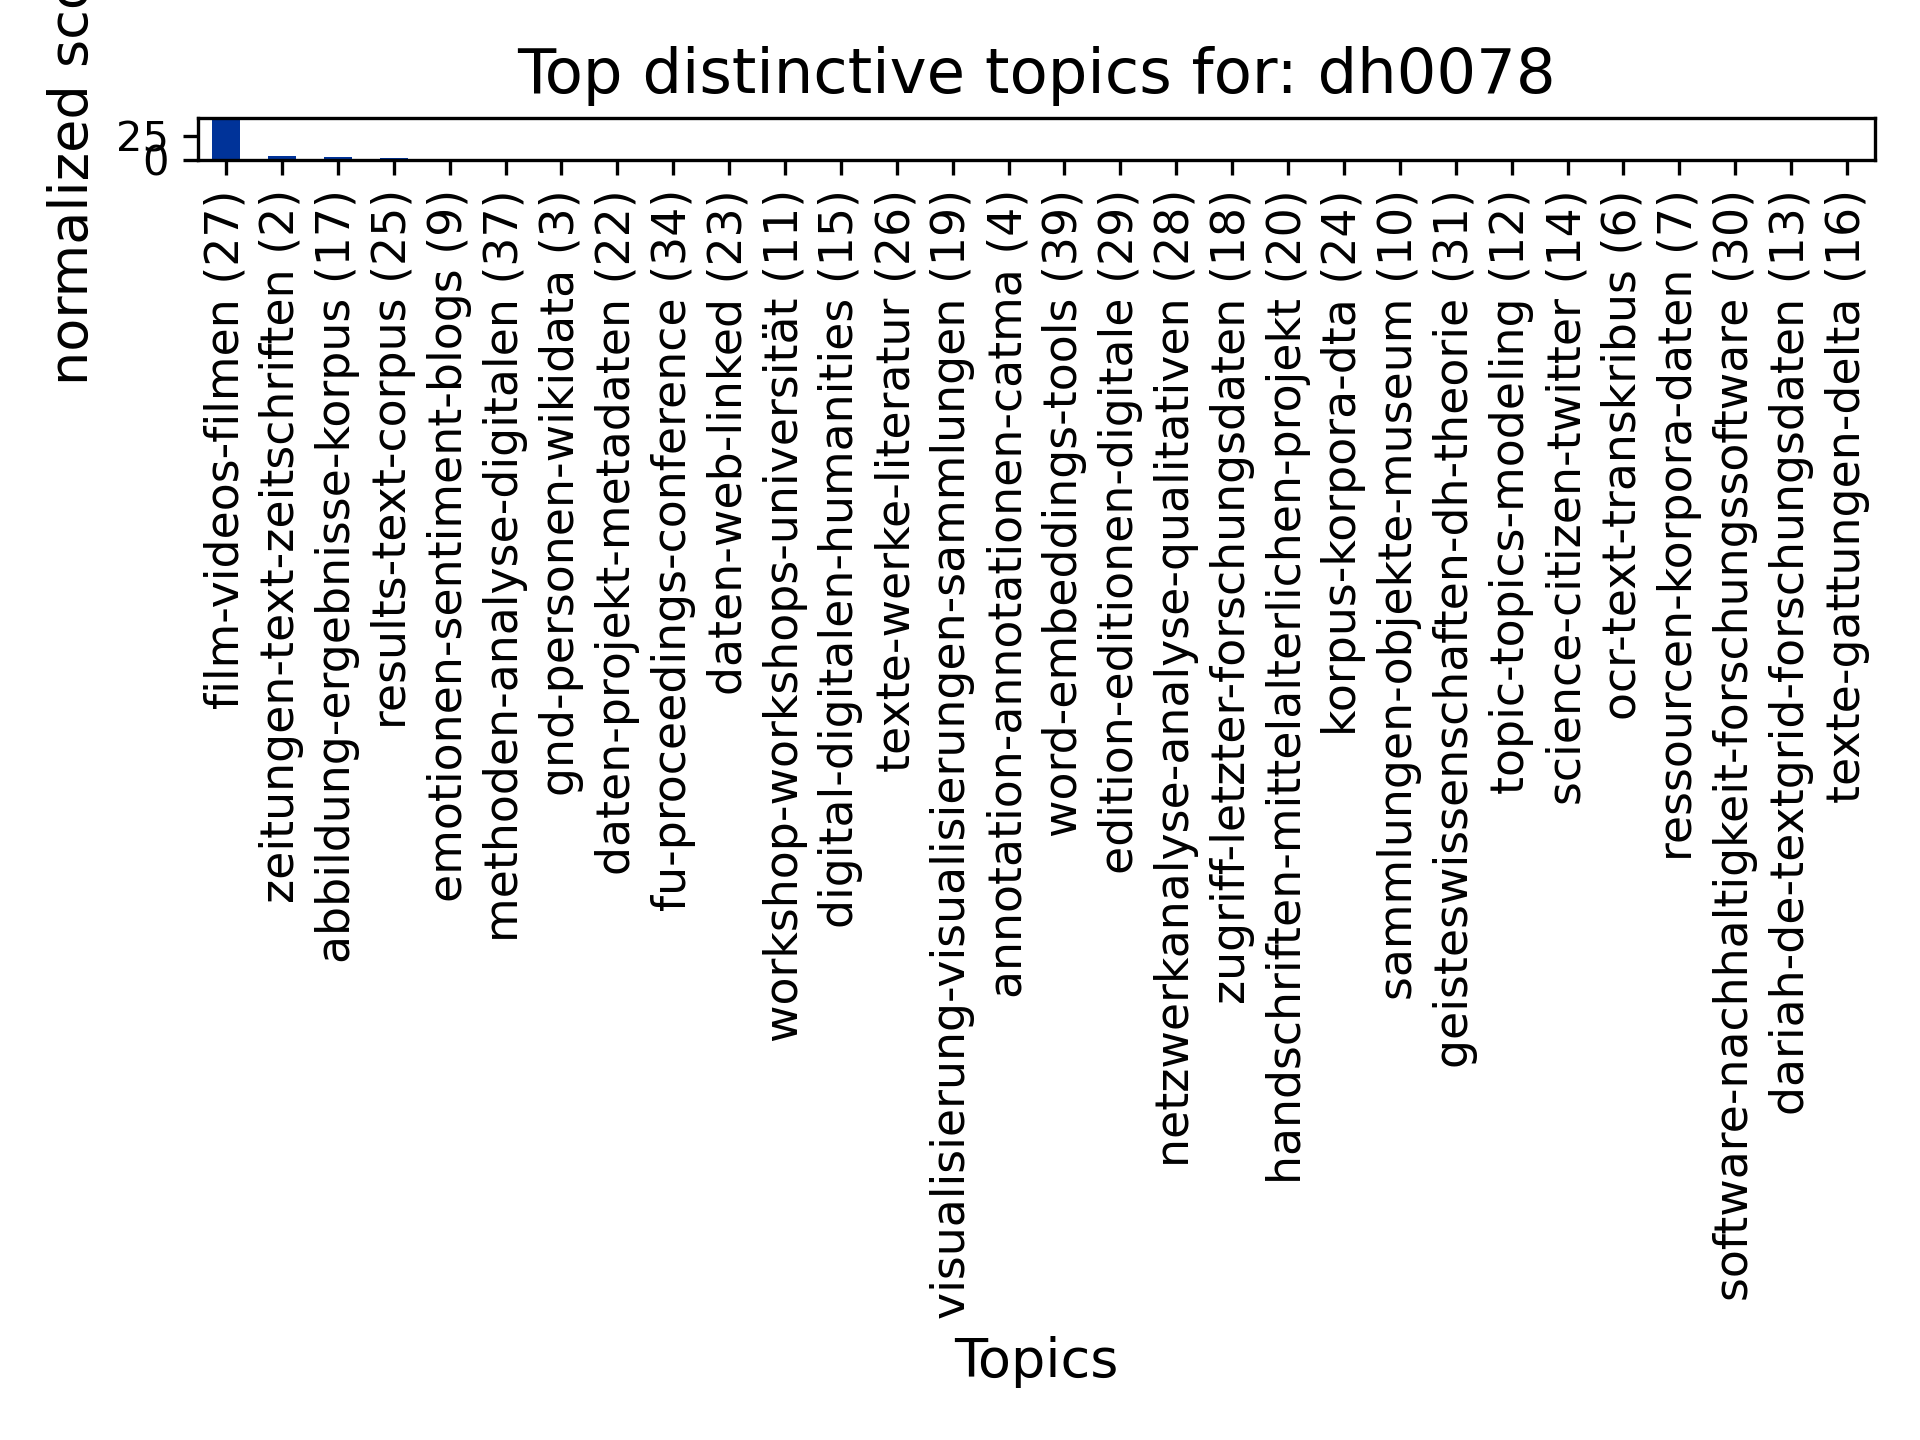 Top distinctive topics for: dh0078
normalized sco
25
0
film-videos-filmen (27)
zeitungen-text-zeitschriften (2)
abbildung-ergebnisse-korpus (17)
results-text-corpus (25)
emotionen-sentiment-blogs (9)
methoden-analyse-digitalen (37)
gnd-personen-wikidata (3)
daten-projekt-metadaten (22)
fu-proceedings-conference (34)
daten-web-linked (23)
workshop-workshops-universität (11)
digital-digitalen-humanities (15)
texte-werke-literatur (26)
visualisierung-visualisierungen-sammlungen (19)
annotation-annotationen-catma (4)
word-embeddings-tools (39)
edition-editionen-digitale (29)
netzwerkanalyse-analyse-qualitativen (28)
zugriff-letzter-forschungsdaten (18)
handschriften-mittelalterlichen-projekt (20)
korpus-korpora-dta (24)
sammlungen-objekte-museum (10)
geisteswissenschaften-dh-theorie (31)
topic-topics-modeling (12)
science-citizen-twitter (14)
ocr-text-transkribus (6)
ressourcen-korpora-daten (7)
software-nachhaltigkeit-forschungssoftware (30)
dariah-de-textgrid-forschungsdaten (13)
texte-gattungen-delta (16)
Topics